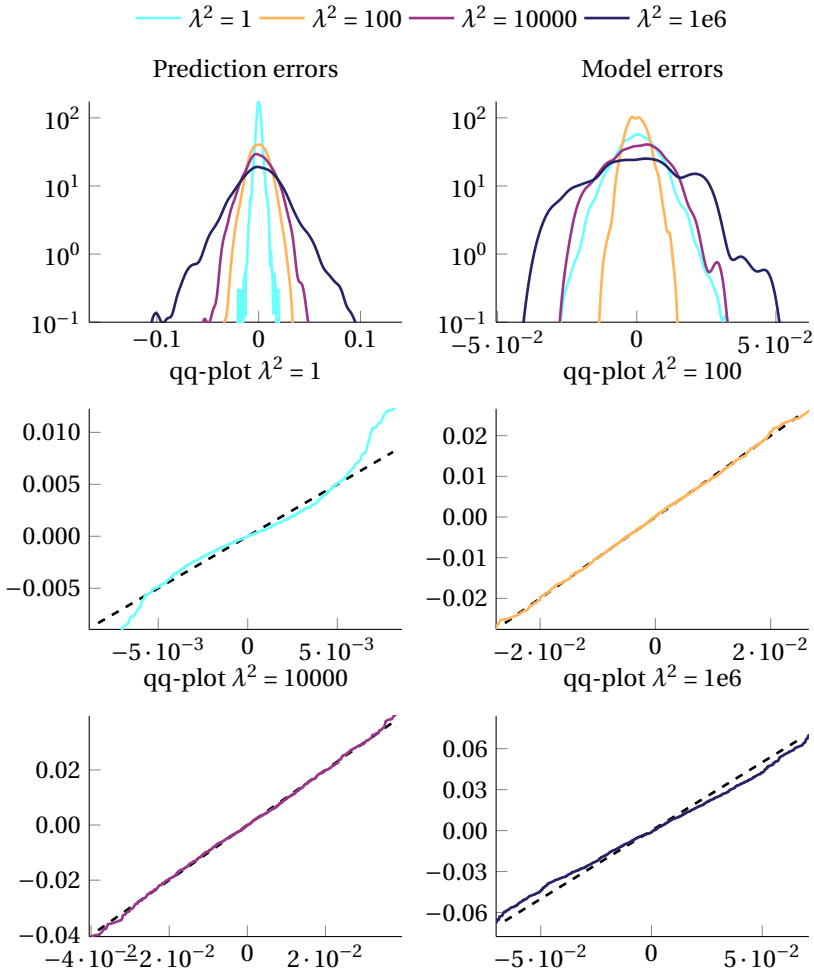 λ² = 1 λ² = 100 λ² = 10000 λ² = 1e6
Prediction errors
Model errors
10²
10¹
10⁰
10⁻¹
−0.1 0 0.1
10²
10¹
10⁰
10⁻¹
−5·10⁻² 0 5·10⁻²
qq-plot λ² = 1
qq-plot λ² = 100
0.010
0.005
0.000
−0.005
−5·10⁻³ 0 5·10⁻³
0.02
0.01
0.00
−0.01
−0.02
−2·10⁻² 0 2·10⁻²
qq-plot λ² = 10000
qq-plot λ² = 1e6
0.02
0.00
−0.02
−0.04
−4·10⁻² −2·10⁻² 0 2·10⁻²
0.06
0.03
0.00
−0.03
−0.06
−5·10⁻² 0 5·10⁻²